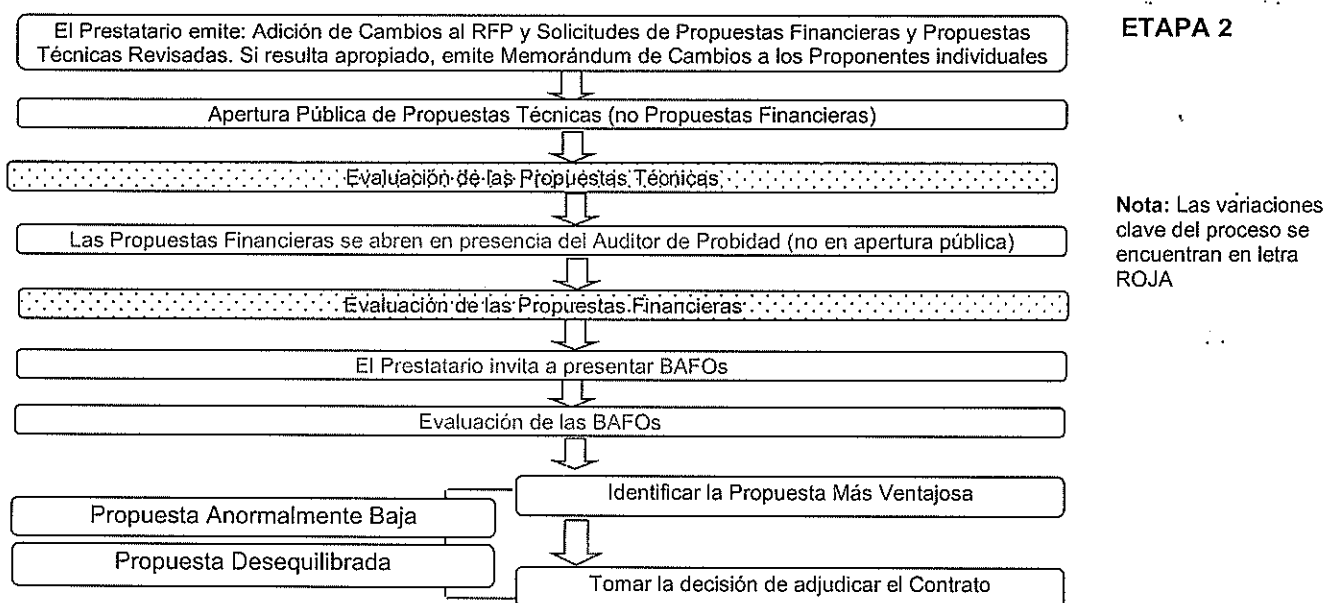 El Prestatario emite: Adición de Cambios al RFP y Solicitudes de Propuestas Financieras y Propuestas
Técnicas Revisadas. Si resulta apropiado, emite Memorándum de Cambios a los Proponentes individuales
ETAPA 2
Apertura Pública de Propuestas Técnicas (no Propuestas Financieras)
Evaluación de las Propuestas Técnicas
Nota: Las variaciones
clave del proceso se
encuentran en letra
ROJA
Las Propuestas Financieras se abren en presencia del Auditor de Probidad (no en apertura pública)
Evaluación de las Propuestas Financieras
El Prestatario invita a presentar BAFOs
Evaluación de las BAFOs
Identificar la Propuesta Más Ventajosa
Propuesta Anormalmente Baja
Propuesta Desequilibrada
Tomar la decisión de adjudicar el Contrato